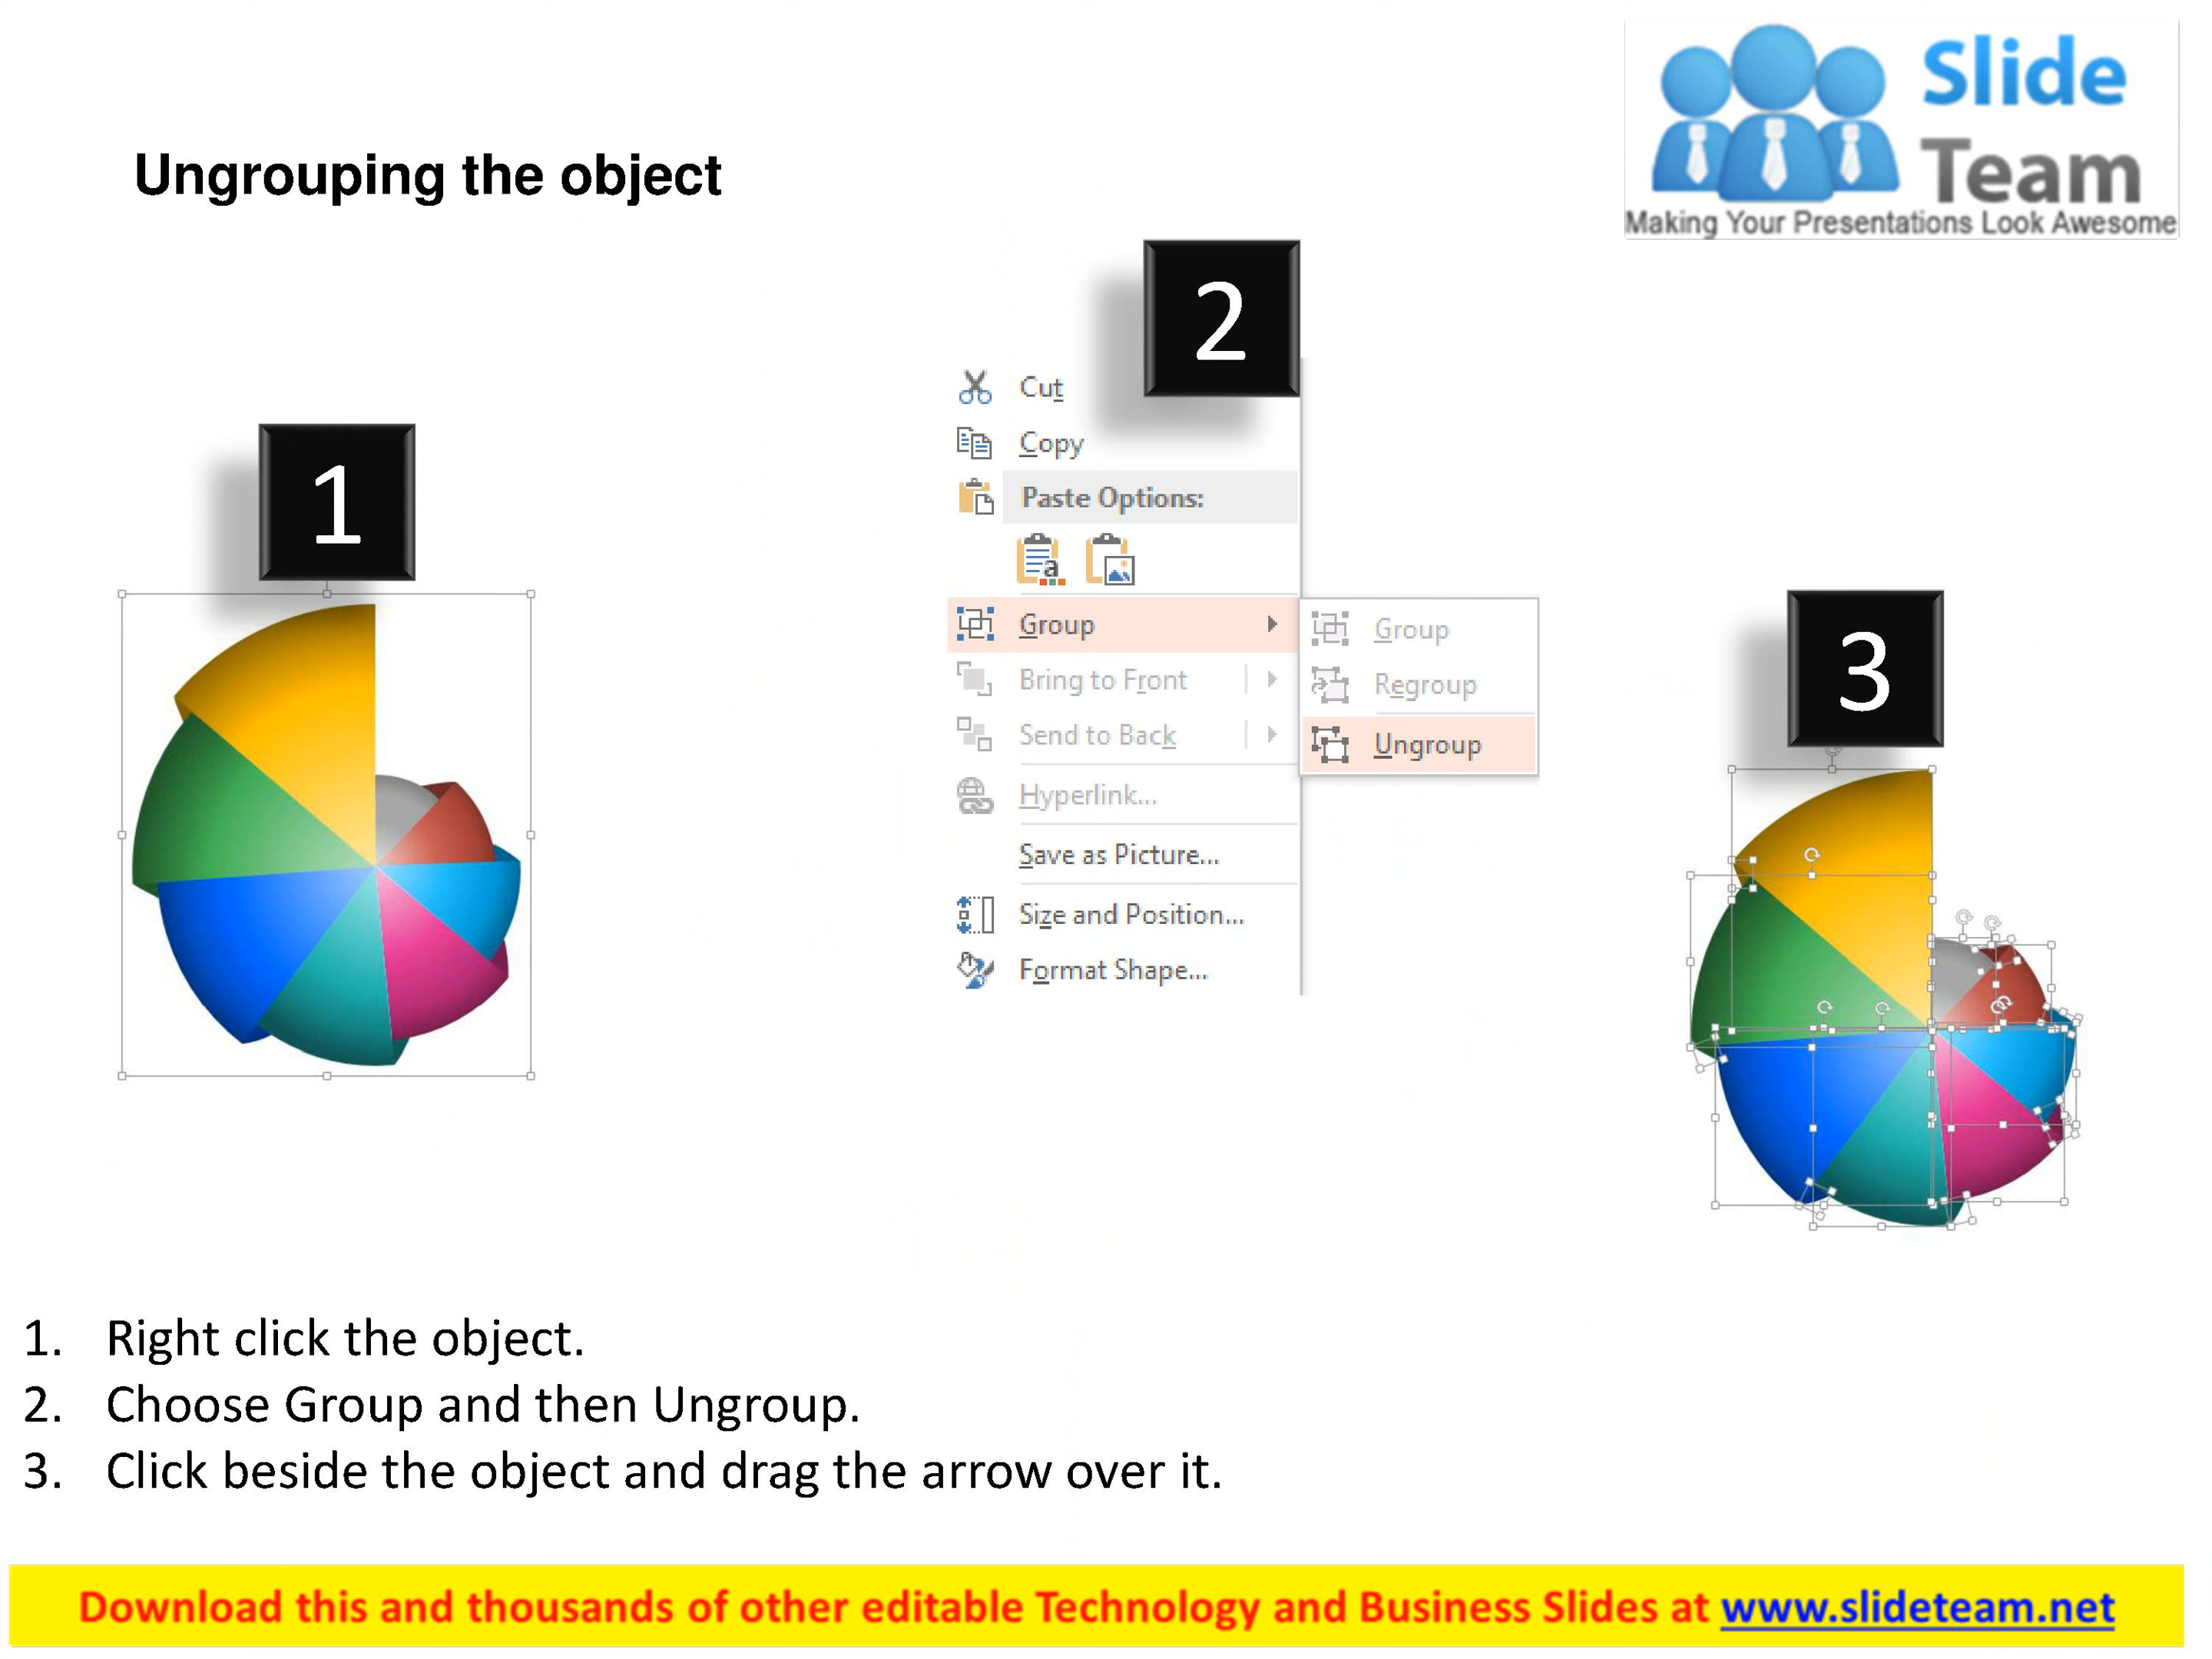 Slide
Team
Making Your Presentations Look Awesome
Ungrouping the object
1
2
Cut
Copy
Paste Options:
a
Group
Bring to Front
Send to Back
Hyperlink...
Save as Picture...
Size and Position...
Format Shape...
Group
Regroup
Ungroup
3
1. Right click the object.
2. Choose Group and then Ungroup.
3. Click beside the object and drag the arrow over it.
Download this and thousands of other editable Technology and Business Slides at www.slideteam.net